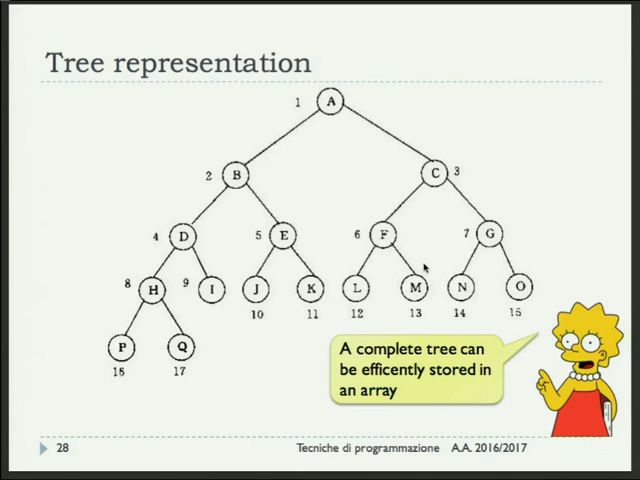 Tree representation
1 A
2 B C 3
4 D 5 E 6 F 7 G
8 H 9 I J K L M N O
10 11 12 13 14 15
P Q
16 17
A complete tree can
be efficently stored in
an array
28 Tecniche di programmazione A.A. 2016/2017